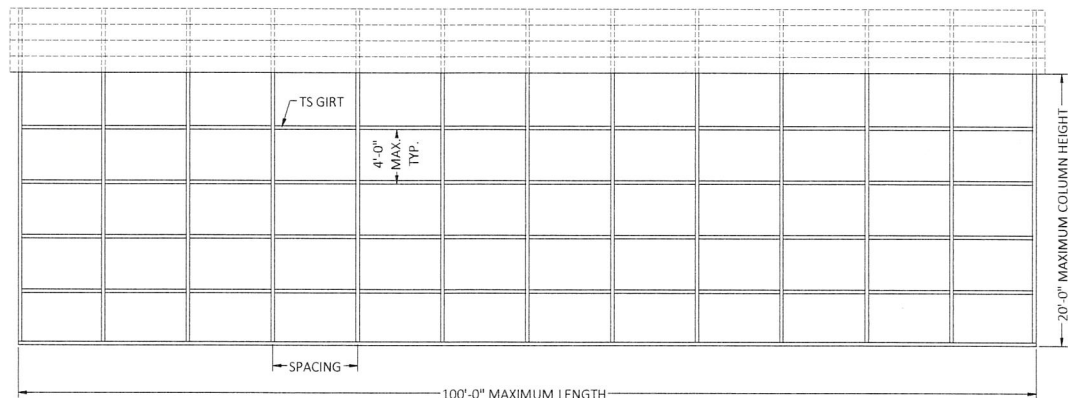 TS GIRT
4'-0"
MAX.
TYP.
20'-0" MAXIMUM COLUMN HEIGHT
SPACING
100'-0" MAXIMUM LENGTH